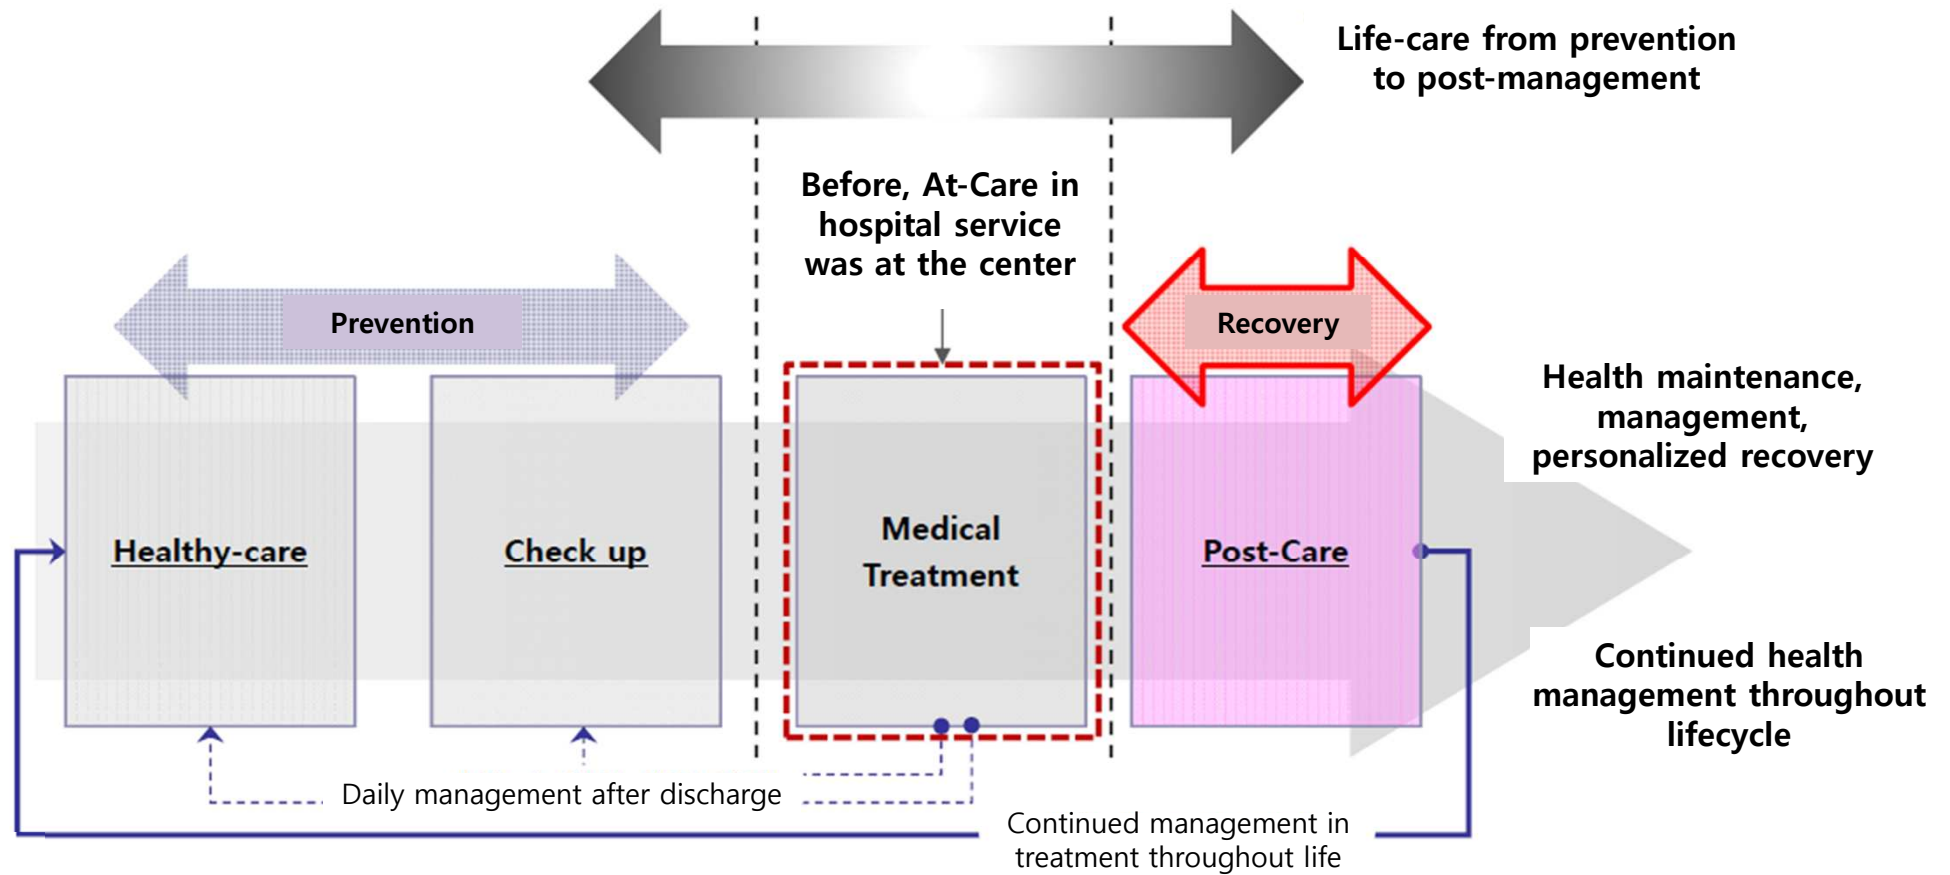 Life-care from prevention
to post-management
Before, At-Care in
hospital service
was at the center
Prevention
Recovery
Health maintenance,
management,
personalized recovery
Healthy-care
Check up
Medical
Treatment
Post-Care
Continued health
management throughout
lifecycle
Daily management after discharge
Continued management in
treatment throughout life